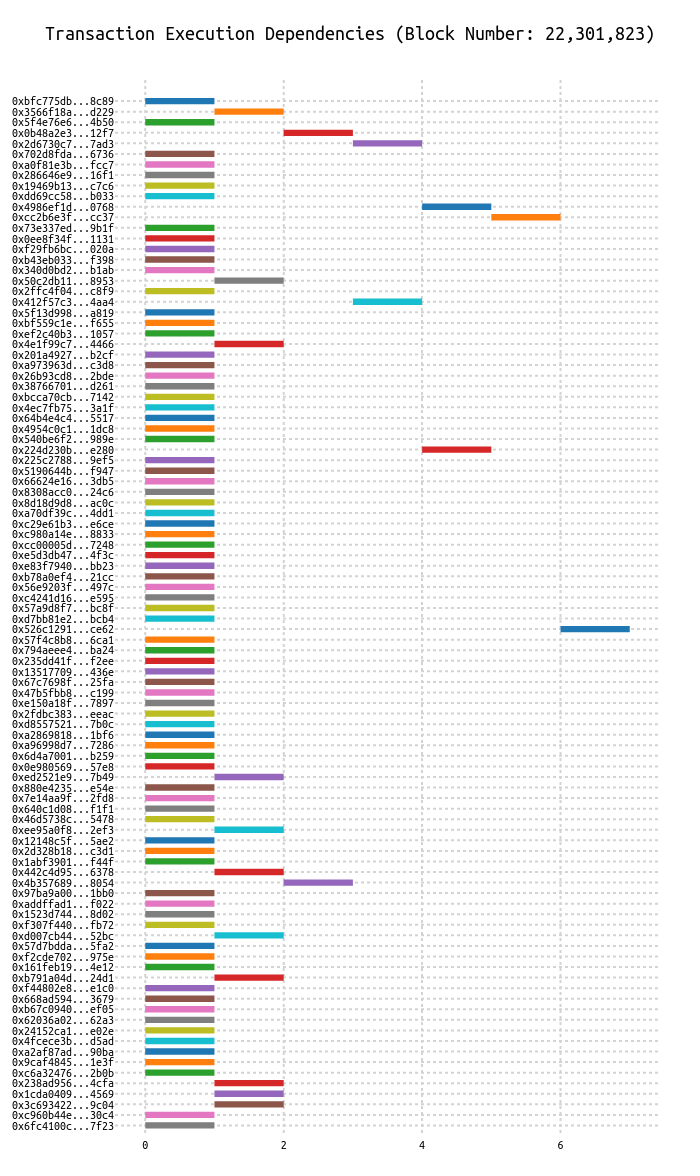 Transaction Execution Dependencies (Block Number: 22,301,823)
0xbfc775db...8c89
0x3566f18a...d229
0x5f4e76e6...4b50
0x0b48a2e3...12f7
0x2d6730c7...7ad3
0x702d8fda...6736
0xa0f81e3b...fcc7
0x286646e9...16f1
0x19469b13...c7c6
0xdd69cc58...b033
0x4986ef1d...0768
0xcc2b6e3f...cc37
0x73e337ed...9b1f
0x0ee8f34f...1131
0xf29fb6bc...020a
0xb43eb033...f398
0x340d0bd2...b1ab
0x50c2db11...8953
0x2ffc4f04...c8f9
0x412f57c3...4aa4
0x5f13d998...a819
0xbf559c1e...f655
0xef2c40b3...1057
0x4e1f99c7...4466
0x201a4927...b2cf
0xa973963d...c3d8
0x26b93cd8...2bde
0x38766701...d261
0xbcca70cb...7142
0x4ec7fb75...3a1f
0x64b4e4c4...5517
0x4954c0c1...1dc8
0x540be6f2...989e
0x224d230b...e280
0x225c2788...9ef5
0x5190644b...f947
0x66624e16...3db5
0x8308acc0...24c6
0x8d18d9d8...ac0c
0xa70df39c...4dd1
0xc29e61b3...e6ce
0xc980a14e...8833
0xcc00005d...7248
0xe5d3db47...4f3c
0xe83f7940...bb23
0xb78a0ef4...21cc
0x56e9203f...497c
0xc4241d16...e595
0x57a9d8f7...bc8f
0xd7bb81e2...bcb4
0x526c1291...ce62
0x57f4c8b8...6ca1
0x794aeee4...ba24
0x235dd41f...f2ee
0x13517709...436e
0x67c7698f...25fa
0x47b5fbb8...c199
0xe150a18f...7897
0x2fdbc383...eeac
0xd8557521...7b0c
0xa2869818...1bf6
0xa96998d7...7286
0x6d4a7001...b259
0x0e980569...57e8
0xed2521e9...7b49
0x880e4235...e54e
0x7e14aa9f...2fd8
0x640c1d08...f1f1
0x46d5738c...5478
0xee95a0f8...2ef3
0x12148c5f...5ae2
0x2d328b18...c3d1
0x1abf3901...f44f
0x442c4d95...6378
0x4b357689...8054
0x97ba9a00...1bb0
0xaddffad1...f022
0x1523d744...8d02
0xf307f440...fb72
0xd007cb44...52bc
0x57d7bdda...5fa2
0xf2cde702...975e
0x161feb19...4e12
0xb791a04d...24d1
0xf44802e8...e1c0
0x668ad594...3679
0xb67c0940...ef05
0x62036a02...62a3
0x24152ca1...e02e
0x4fcece3b...d5ad
0xa2af87ad...90ba
0x9caf4845...1e3f
0xc6a32476...2b0b
0x238ad956...4cfa
0x1cda0409...4569
0x3c693422...9c04
0xc960b44e...30c4
0x6fc4100c...7f23
0 2 4 6